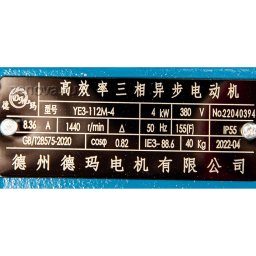 高效率三相异步电动机
德玛 型号 YE3-112M-4 4 kW 380 V No.22040394
8.36 A 1440 r/min △ 50 Hz 155(F) IP55
GB/T28575-2020 cosφ 0.82 IE3-88.6 40 Kg 2022-04
德州德玛电机有限公司